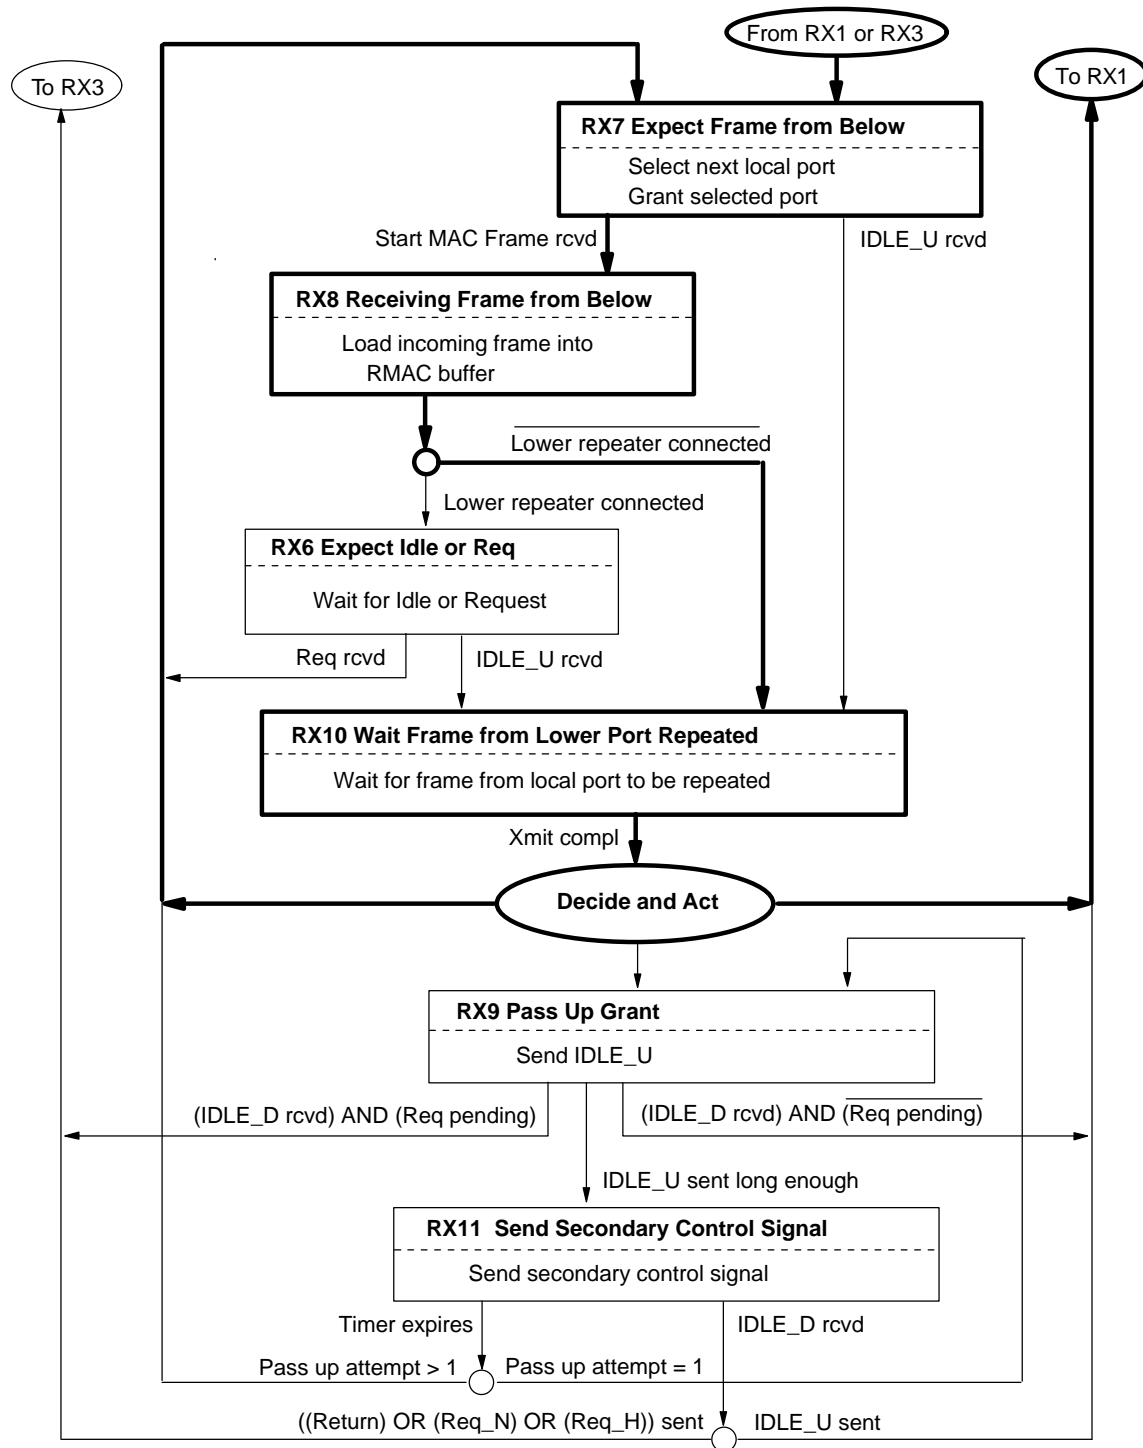 From RX1 or RX3
To RX3
To RX1
RX7 Expect Frame from Below
Select next local port
Grant selected port
Start MAC Frame rcvd
IDLE_U rcvd
RX8 Receiving Frame from Below
Load incoming frame into
RMAC buffer
Lower repeater connected
Lower repeater connected
RX6 Expect Idle or Req
Wait for Idle or Request
Req rcvd
IDLE_U rcvd
RX10 Wait Frame from Lower Port Repeated
Wait for frame from local port to be repeated
Xmit compl
Decide and Act
RX9 Pass Up Grant
Send IDLE_U
(IDLE_D rcvd) AND (Req pending)
(IDLE_D rcvd) AND (Req pending)
IDLE_U sent long enough
RX11 Send Secondary Control Signal
Send secondary control signal
Timer expires
IDLE_D rcvd
Pass up attempt > 1
Pass up attempt = 1
((Return) OR (Req_N) OR (Req_H)) sent
IDLE_U sent